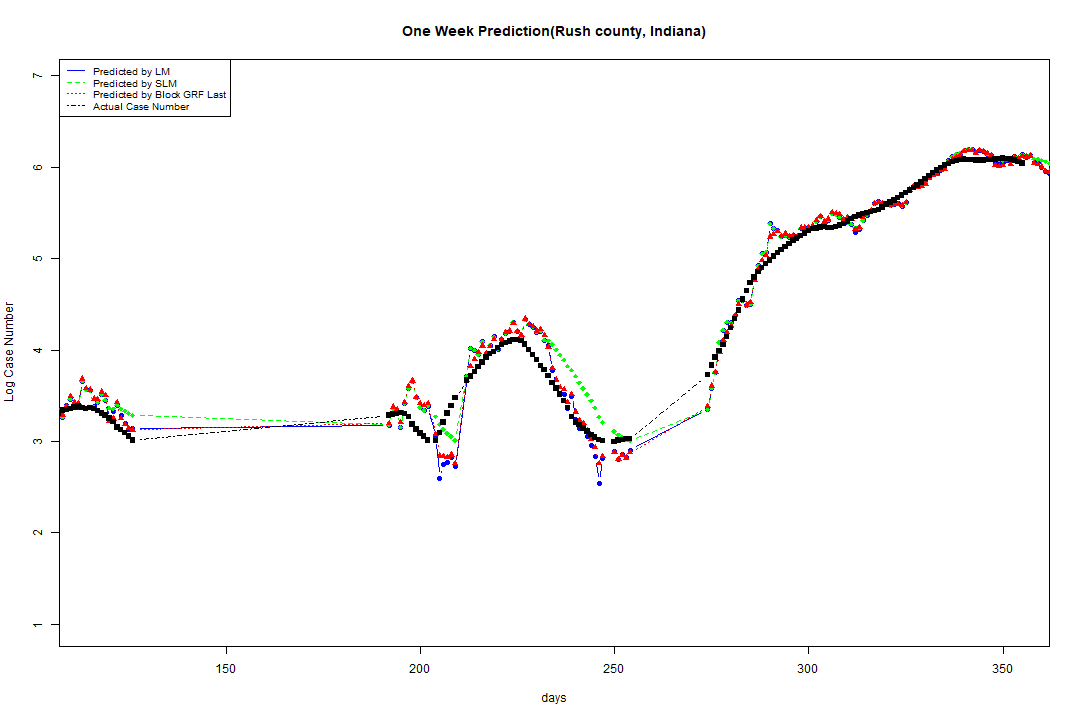 One Week Prediction(Rush county, Indiana)
Predicted by LM
Predicted by SLM
Predicted by Block GRF Last
Actual Case Number
Log Case Number
7
6
5
4
3
2
1
150 200 250 300 350
days